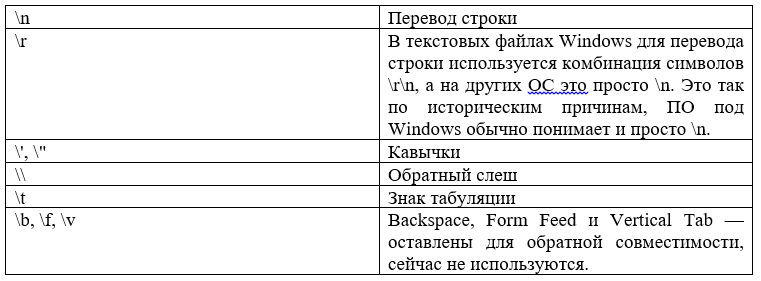 \n Перевод строки
\r В текстовых файлах Windows для перевода
строки используется комбинация символов
\r\n, а на других ОС это просто \n. Это так
по историческим причинам, ПО под
Windows обычно понимает и просто \n.
\', \" Кавычки
\\ Обратный слеш
\t Знак табуляции
\b, \f, \v Backspace, Form Feed и Vertical Tab —
оставлены для обратной совместимости,
сейчас не используются.